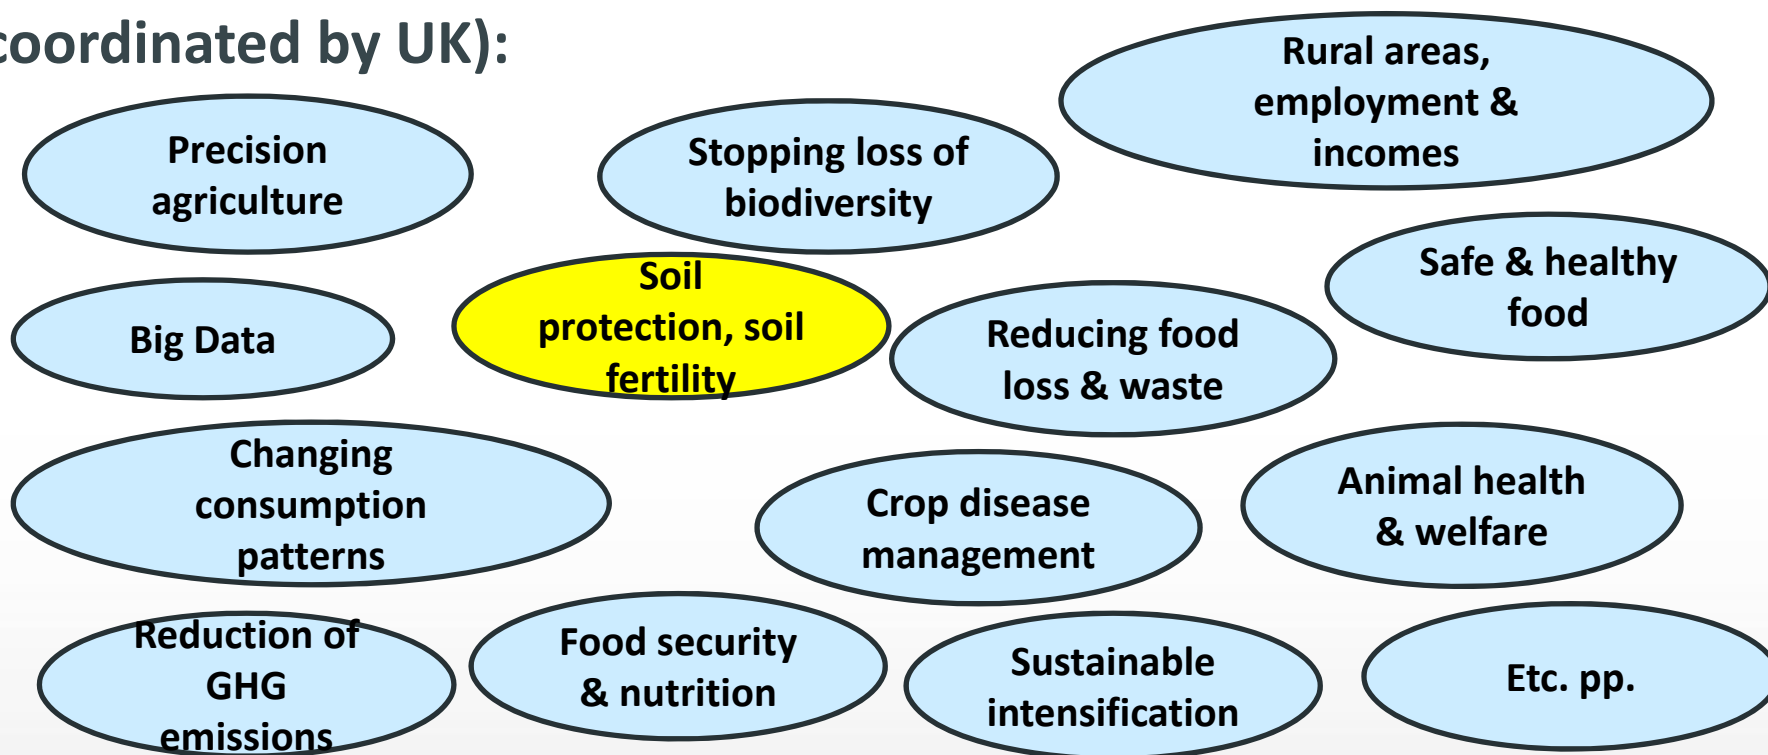 coordinated by UK):
Rural areas,
employment &
incomes
Precision
agriculture
Stopping loss of
biodiversity
Safe & healthy
food
Big Data
Soil
protection, soil
fertility
Reducing food
loss & waste
Changing
consumption
patterns
Crop disease
management
Animal health
& welfare
Reduction of
GHG
emissions
Food security
& nutrition
Sustainable
intensification
Etc. pp.